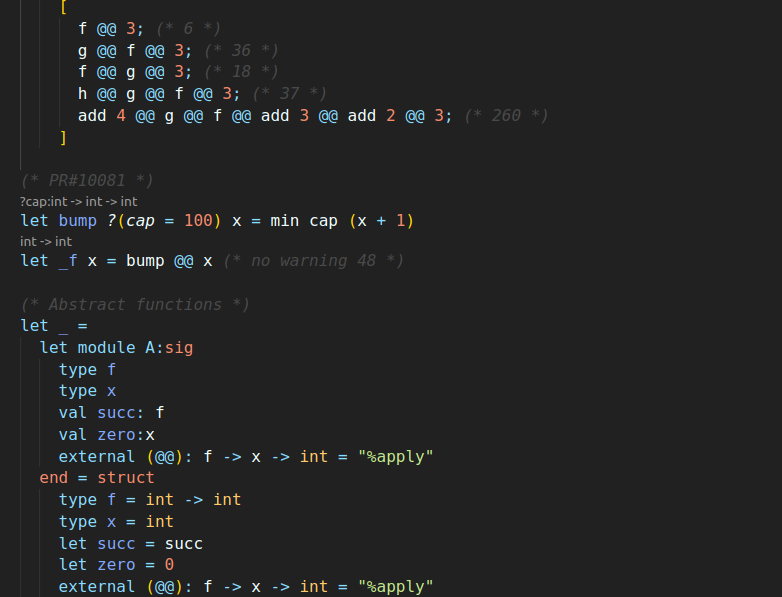 [
f @@ 3; (* 6 *)
g @@ f @@ 3; (* 36 *)
f @@ g @@ 3; (* 18 *)
h @@ g @@ f @@ 3; (* 37 *)
add 4 @@ g @@ f @@ add 3 @@ add 2 @@ 3; (* 260 *)
]
(* PR#10081 *)
?cap:int -> int -> int
let bump ?(cap = 100) x = min cap (x + 1)
int -> int
let _f x = bump @@ x (* no warning 48 *)
(* Abstract functions *)
let _ =
let module A:sig
type f
type x
val succ: f
val zero:x
external (@@): f -> x -> int = "%apply"
end = struct
type f = int -> int
type x = int
let succ = succ
let zero = 0
external (@@): f -> x -> int = "%apply"